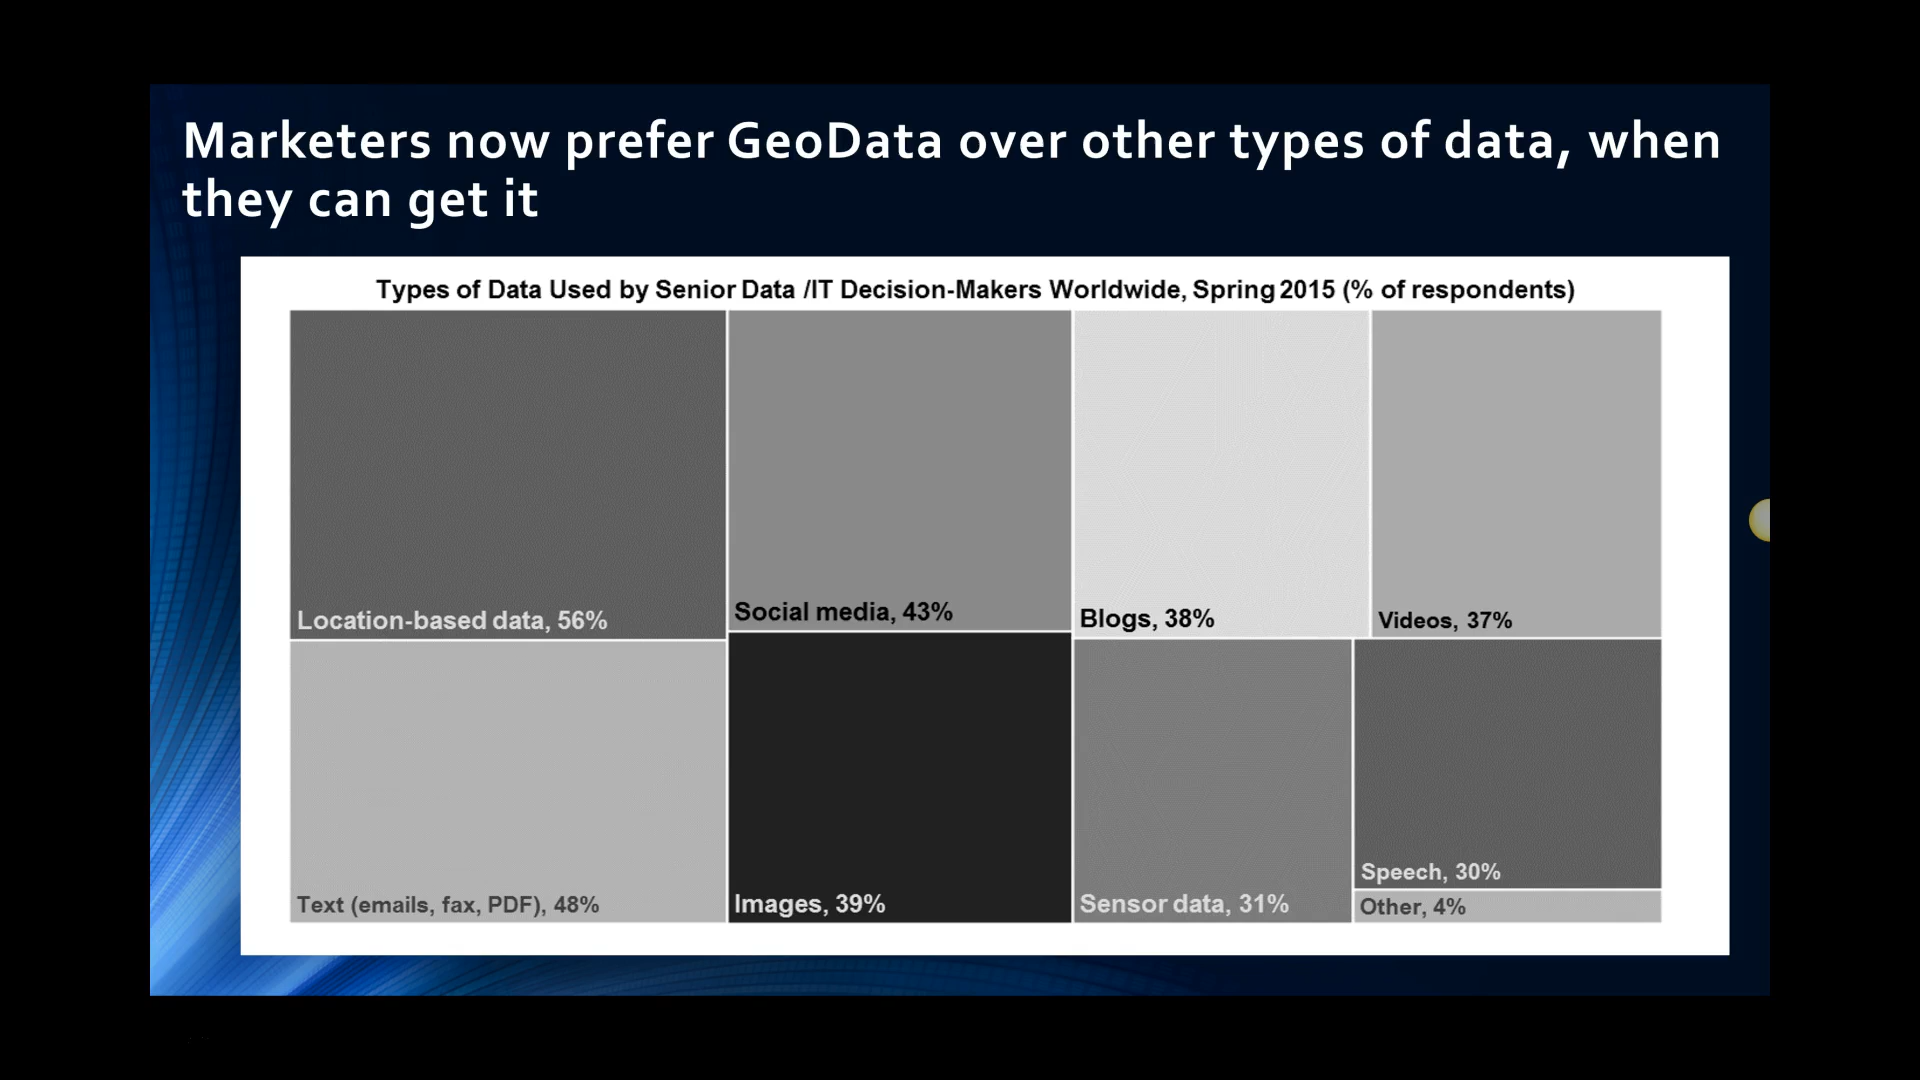 Marketers now prefer GeoData over other types of data, when
they can get it
Types of Data Used by Senior Data /IT Decision-Makers Worldwide, Spring 2015 (% of respondents)
Location-based data, 56%
Social media, 43%
Blogs, 38%
Videos, 37%
Text (emails, fax, PDF), 48%
Images, 39%
Sensor data, 31%
Speech, 30%
Other, 4%